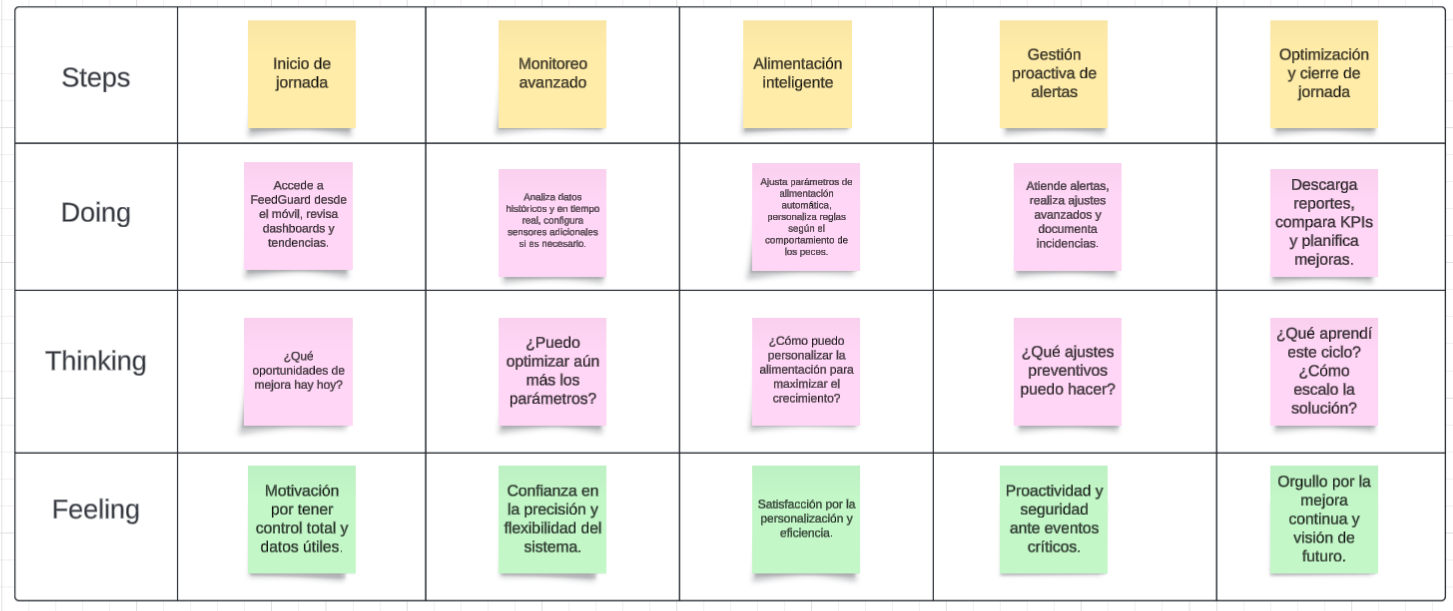 Steps
Inicio de
jornada
Monitoreo
avanzado
Alimentación
inteligente
Gestión
proactiva de
alertas
Optimización
y cierre de
jornada
Doing
Accede a
FeedGuard desde
el móvil, revisa
dashboards y
tendencias.
Analiza datos
históricos y en tiempo
real, configura
sensores adicionales
si es necesario.
Ajusta parámetros de
alimentación
automática,
personaliza reglas
según el
comportamiento de
los peces.
Atiende alertas,
realiza ajustes
avanzados y
documenta
incidencias.
Descarga
reportes,
compara KPIs
y planifica
mejoras.
Thinking
¿Qué
oportunidades de
mejora hay hoy?
¿Puedo
optimizar aún
más los
parámetros?
¿Cómo puedo
personalizar la
alimentación para
maximizar el
crecimiento?
¿Qué ajustes
preventivos
puedo hacer?
¿Qué aprendí
este ciclo?
¿Cómo
escalo la
solución?
Feeling
Motivación
por tener
control total y
datos útiles.
Confianza en
la precisión y
flexibilidad del
sistema.
Satisfacción por la
personalización y
eficiencia.
Proactividad y
seguridad
ante eventos
críticos.
Orgullo por la
mejora
continua y
visión de
futuro.